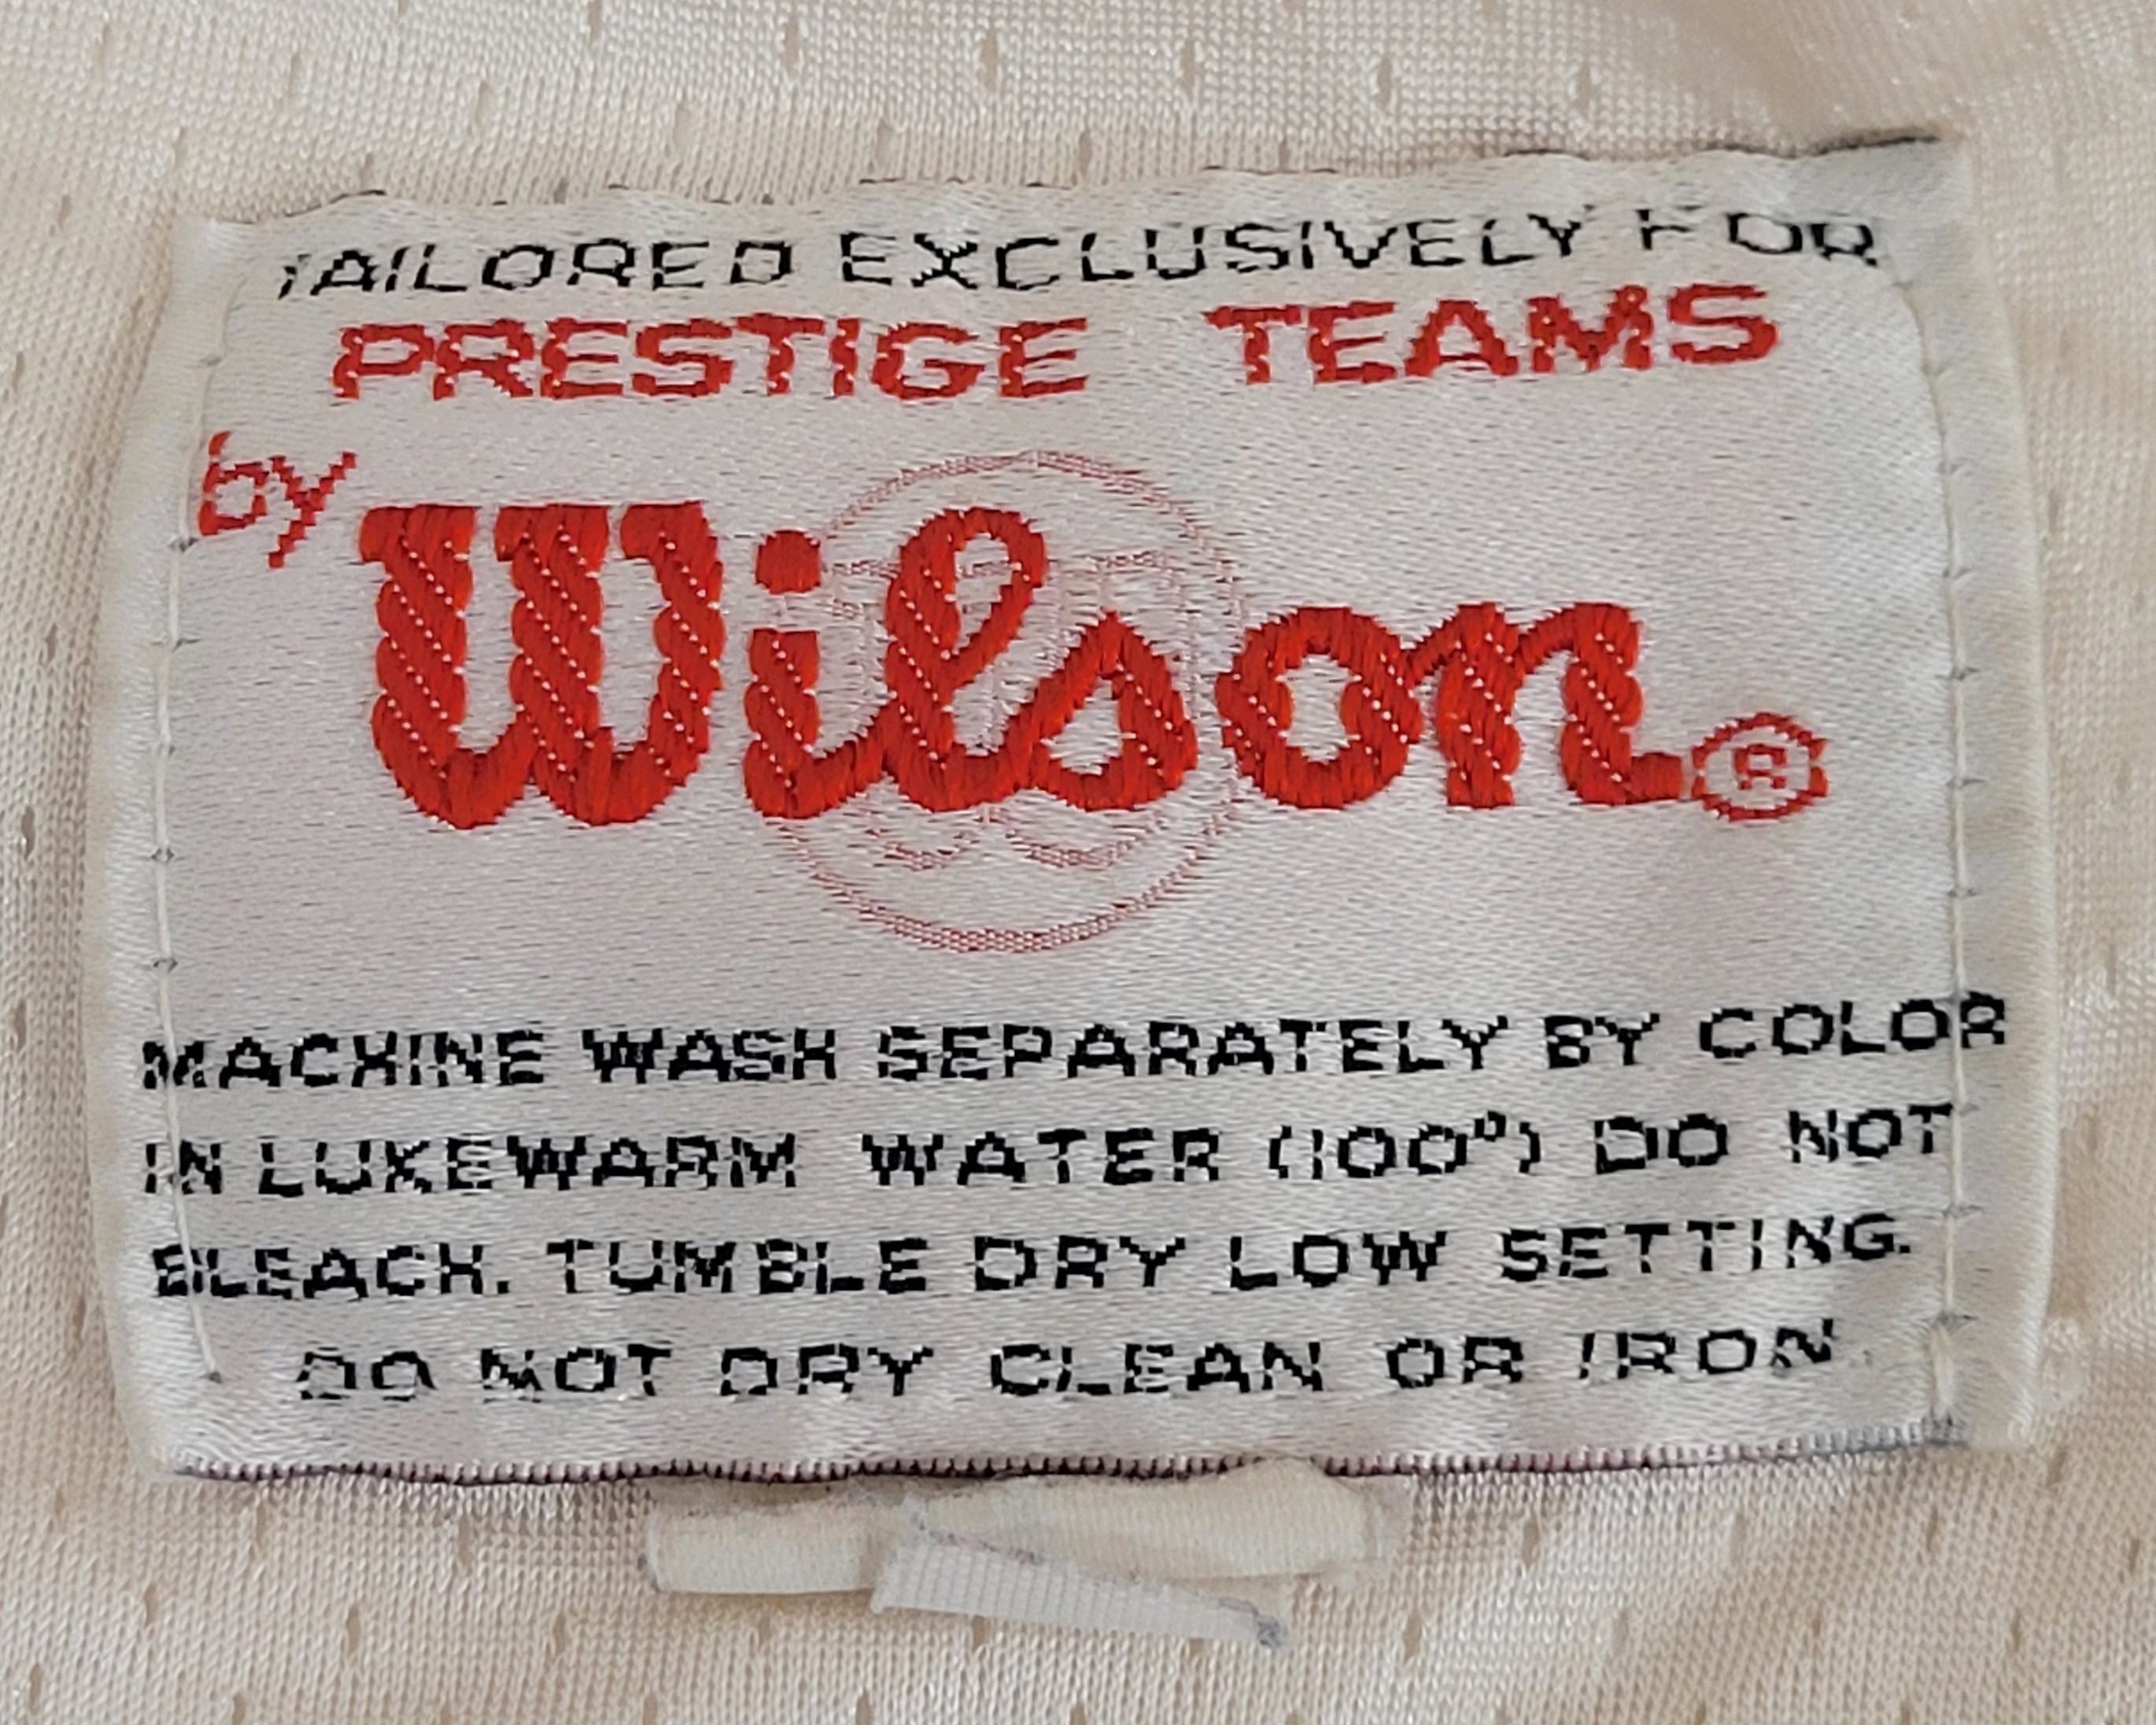 TAILORED EXCLUSIVELY FOR
PRESTIGE TEAMS
by
Wilson®
MACHINE WASH SEPARATELY BY COLOR
IN LUKEWARM WATER (100°) DO NOT
BLEACH. TUMBLE DRY LOW SETTING.
DO NOT DRY CLEAN OR IRON.